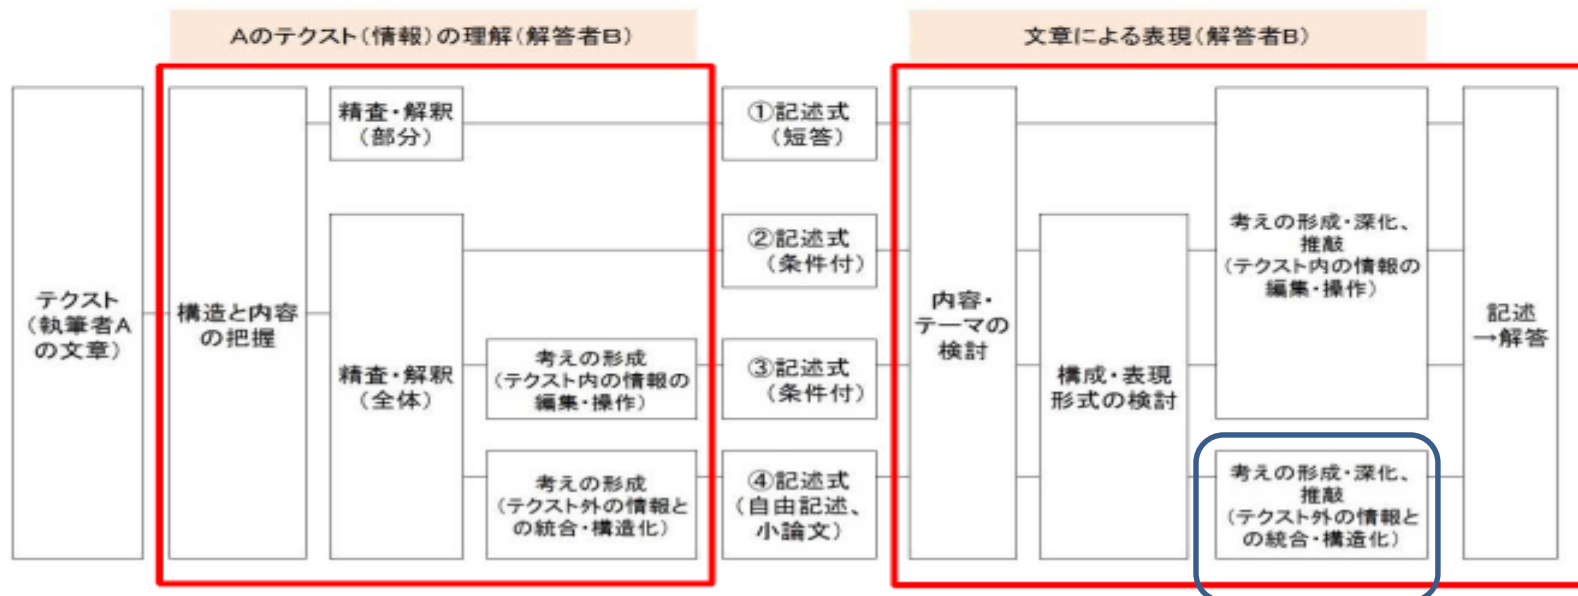 Aのテクスト(情報)の理解(解答者B)
文章による表現(解答者B)
テクスト
(執筆者A
の文章)
構造と内容
の把握
精査・解釈
(部分)
精査・解釈
(全体)
考えの形成
(テクスト内の情報の
編集・操作)
考えの形成
(テクスト外の情報と
の統合・構造化)
①記述式
(短答)
②記述式
(条件付)
③記述式
(条件付)
④記述式
(自由記述、
小論文)
内容・
テーマの
検討
構成・表現
形式の検討
考えの形成・深化、
推敲
(テクスト内の情報の
編集・操作)
考えの形成・深化、
推敲
(テクスト外の情報と
の統合・構造化)
記述
→解答